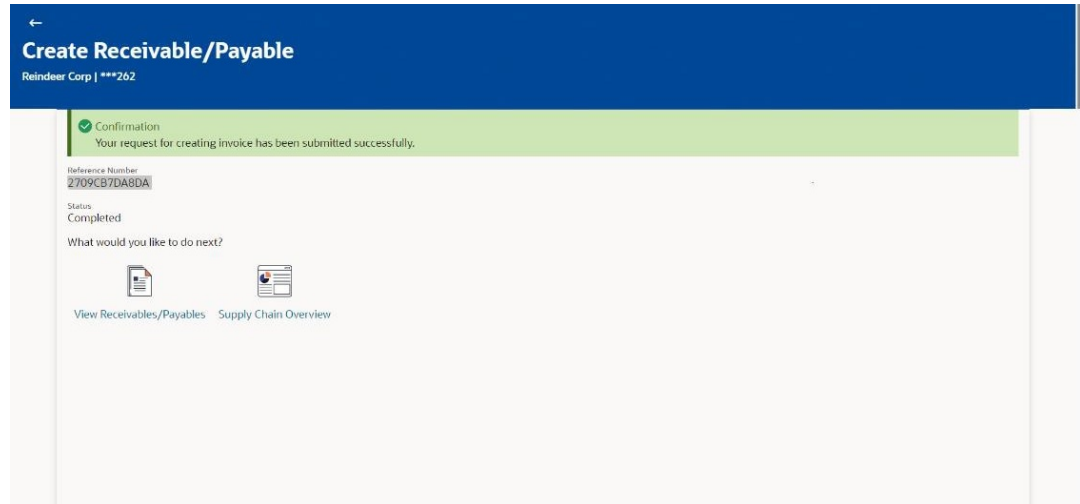 Create Receivable/Payable
Reindeer Corp | ***262
Confirmation
Your request for creating invoice has been submitted successfully.
Reference Number
2709CB7DA8DA
Status
Completed
What would you like to do next?
View Receivables/Payables Supply Chain Overview